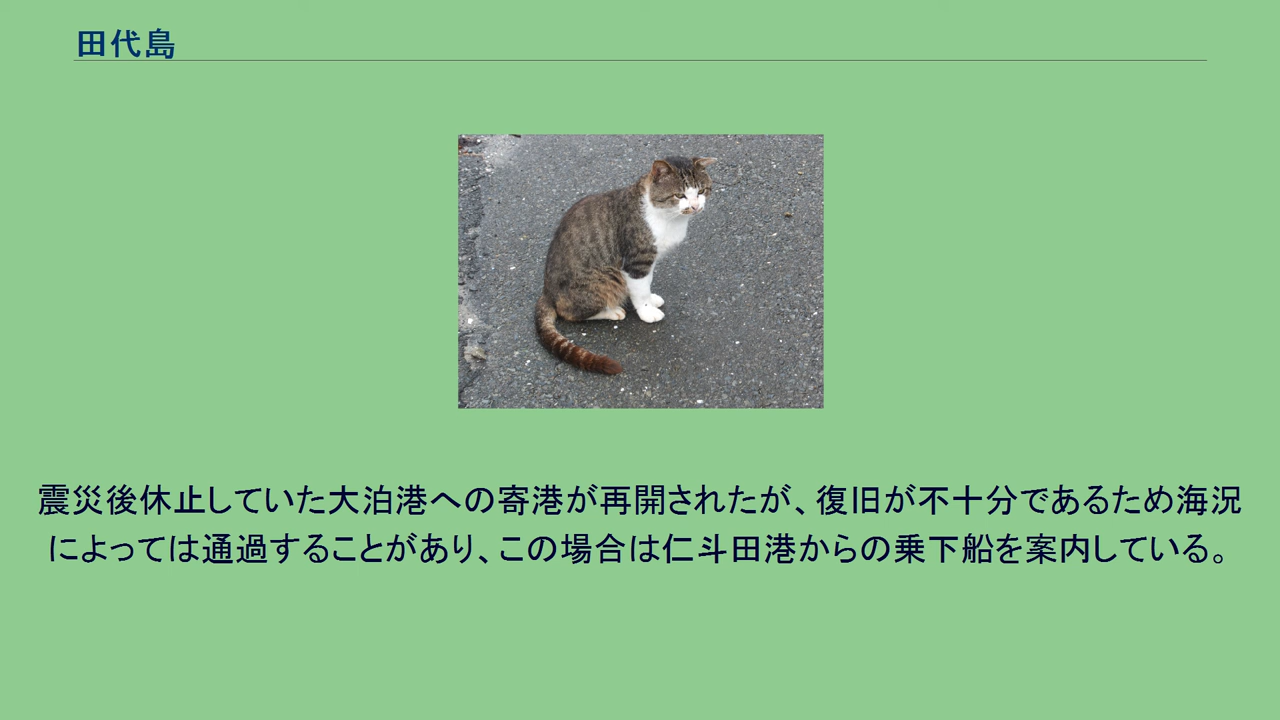 田代島
震災後休止していた大泊港への寄港が再開されたが、復旧が不十分であるため海況
によっては通過することがあり、この場合は仁斗田港からの乗下船を案内している。